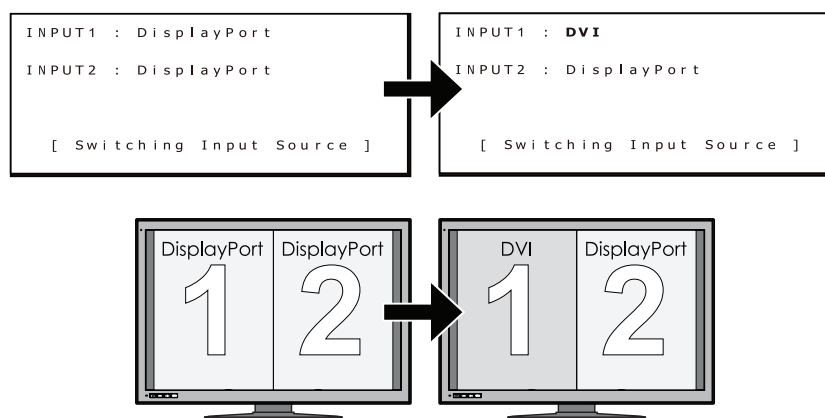 INPUT1 : DisplayPort
INPUT2 : DisplayPort
[ Switching Input Source ]
INPUT1 : DVI
INPUT2 : DisplayPort
[ Switching Input Source ]
DisplayPort DisplayPort
1 2
DVI DisplayPort
1 2